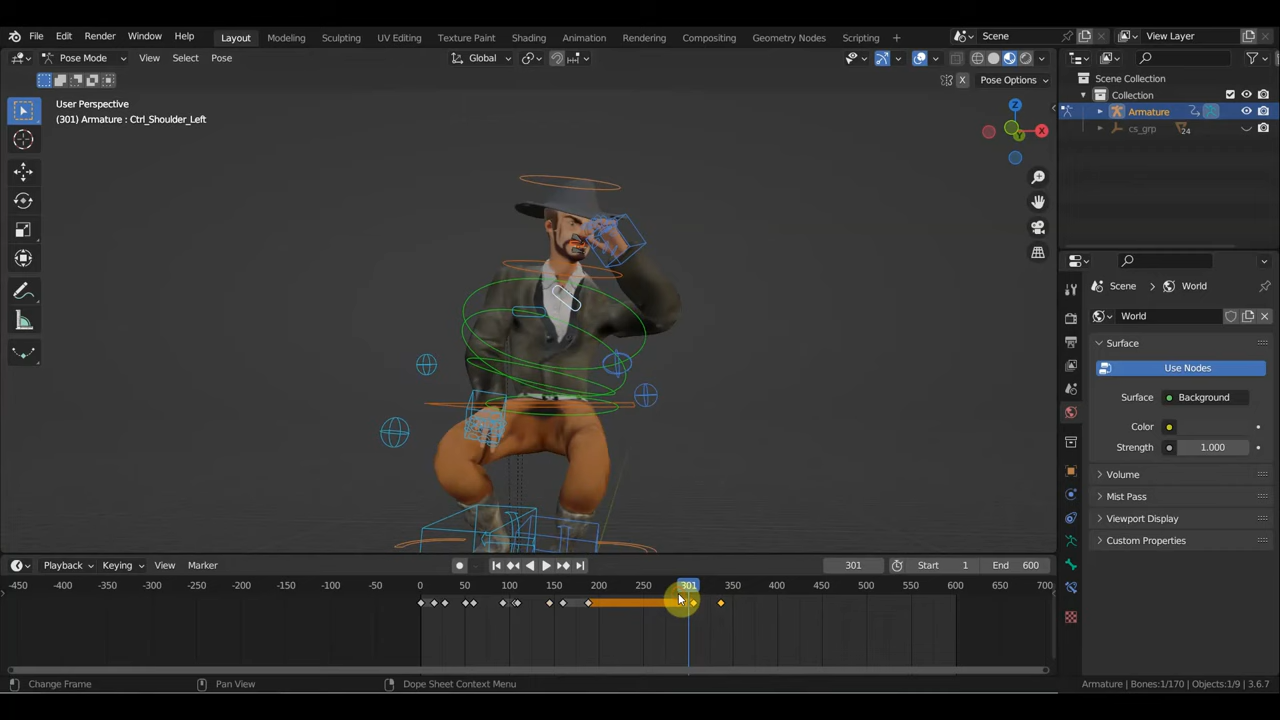 File Edit Render Window Help Layout Modeling Sculpting UV Editing Texture Paint Shading Animation Rendering Compositing Geometry Nodes Scripting + Scene View Layer
Pose Mode View Select Pose Global
X Pose Options
User Perspective
(301) Armature : Ctrl_Shoulder_Left
Z
X
Y
Scene Collection
Collection
Armature
cs_grp 24
Scene > World
World
Surface
Use Nodes
Surface Background
Color
Strength 1.000
Volume
Mist Pass
Viewport Display
Custom Properties
Playback Keying View Marker 301 Start 1 End 600
-450 -400 -350 -300 -250 -200 -150 -100 -50 0 50 100 150 200 250 301 350 400 450 500 550 600 650 700
Change Frame Pan View Dope Sheet Context Menu Armature | Bones:1/170 | Objects:1/9 | 3.6.7